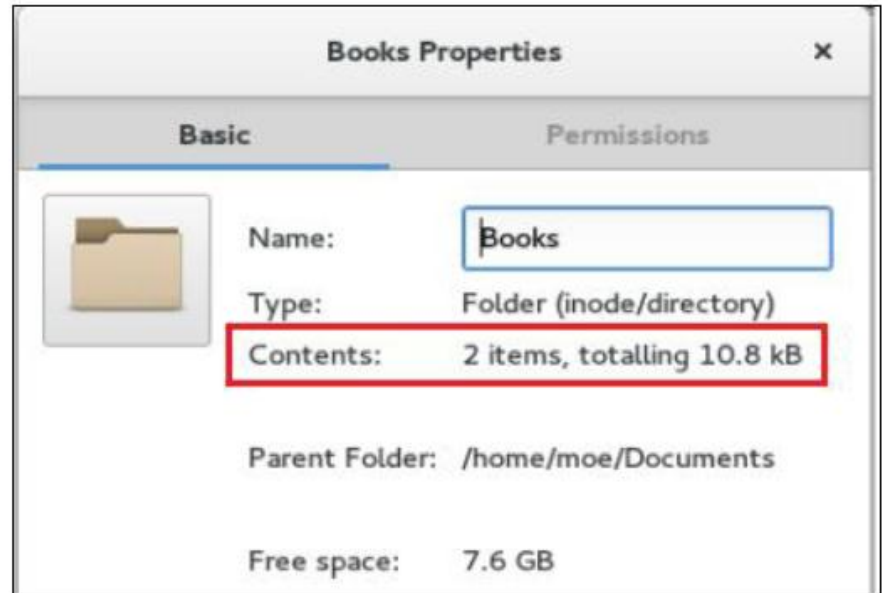 Books Properties ×
Basic Permissions
Name: Books
Type: Folder (inode/directory)
Contents: 2 items, totalling 10.8 kB
Parent Folder: /home/moe/Documents
Free space: 7.6 GB